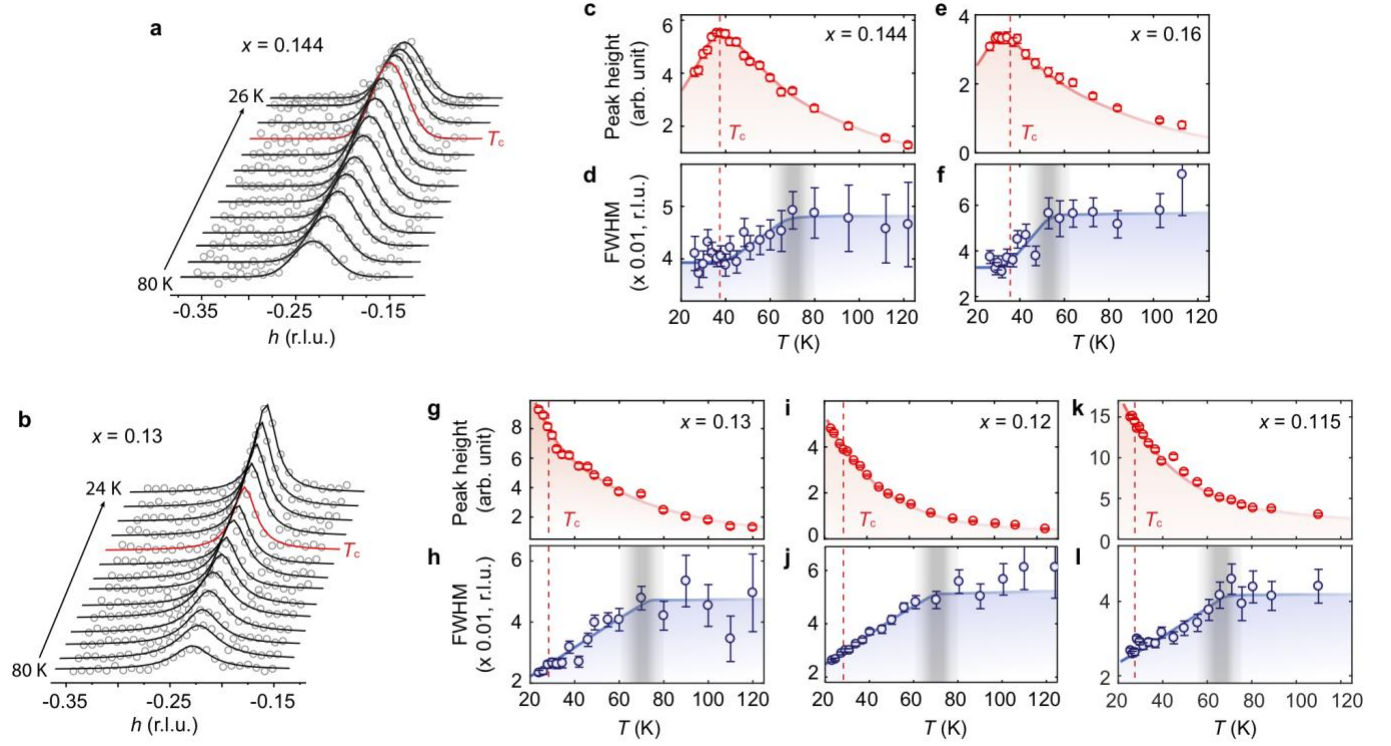 a
x = 0.144
26 K
Tc
80 K
-0.35
-0.25
-0.15
h (r.l.u.)
c
Peak height
(arb. unit)
6
4
2
x = 0.144
Tc
d
FWHM
(x 0.01, r.l.u.)
5
4
20 40 60 80 100 120
T (K)
e
4
2
0
x = 0.16
Tc
f
6
4
2
20 40 60 80 100 120
T (K)
b
x = 0.13
24 K
Tc
80 K
-0.35
-0.25
-0.15
h (r.l.u.)
g
Peak height
(arb. unit)
8
6
4
2
x = 0.13
Tc
h
FWHM
(x 0.01, r.l.u.)
6
4
2
20 40 60 80 100 120
T (K)
i
4
2
0
x = 0.12
Tc
j
6
4
2
20 40 60 80 100 120
T (K)
k
15
10
5
0
x = 0.115
Tc
l
4
2
20 40 60 80 100 120
T (K)